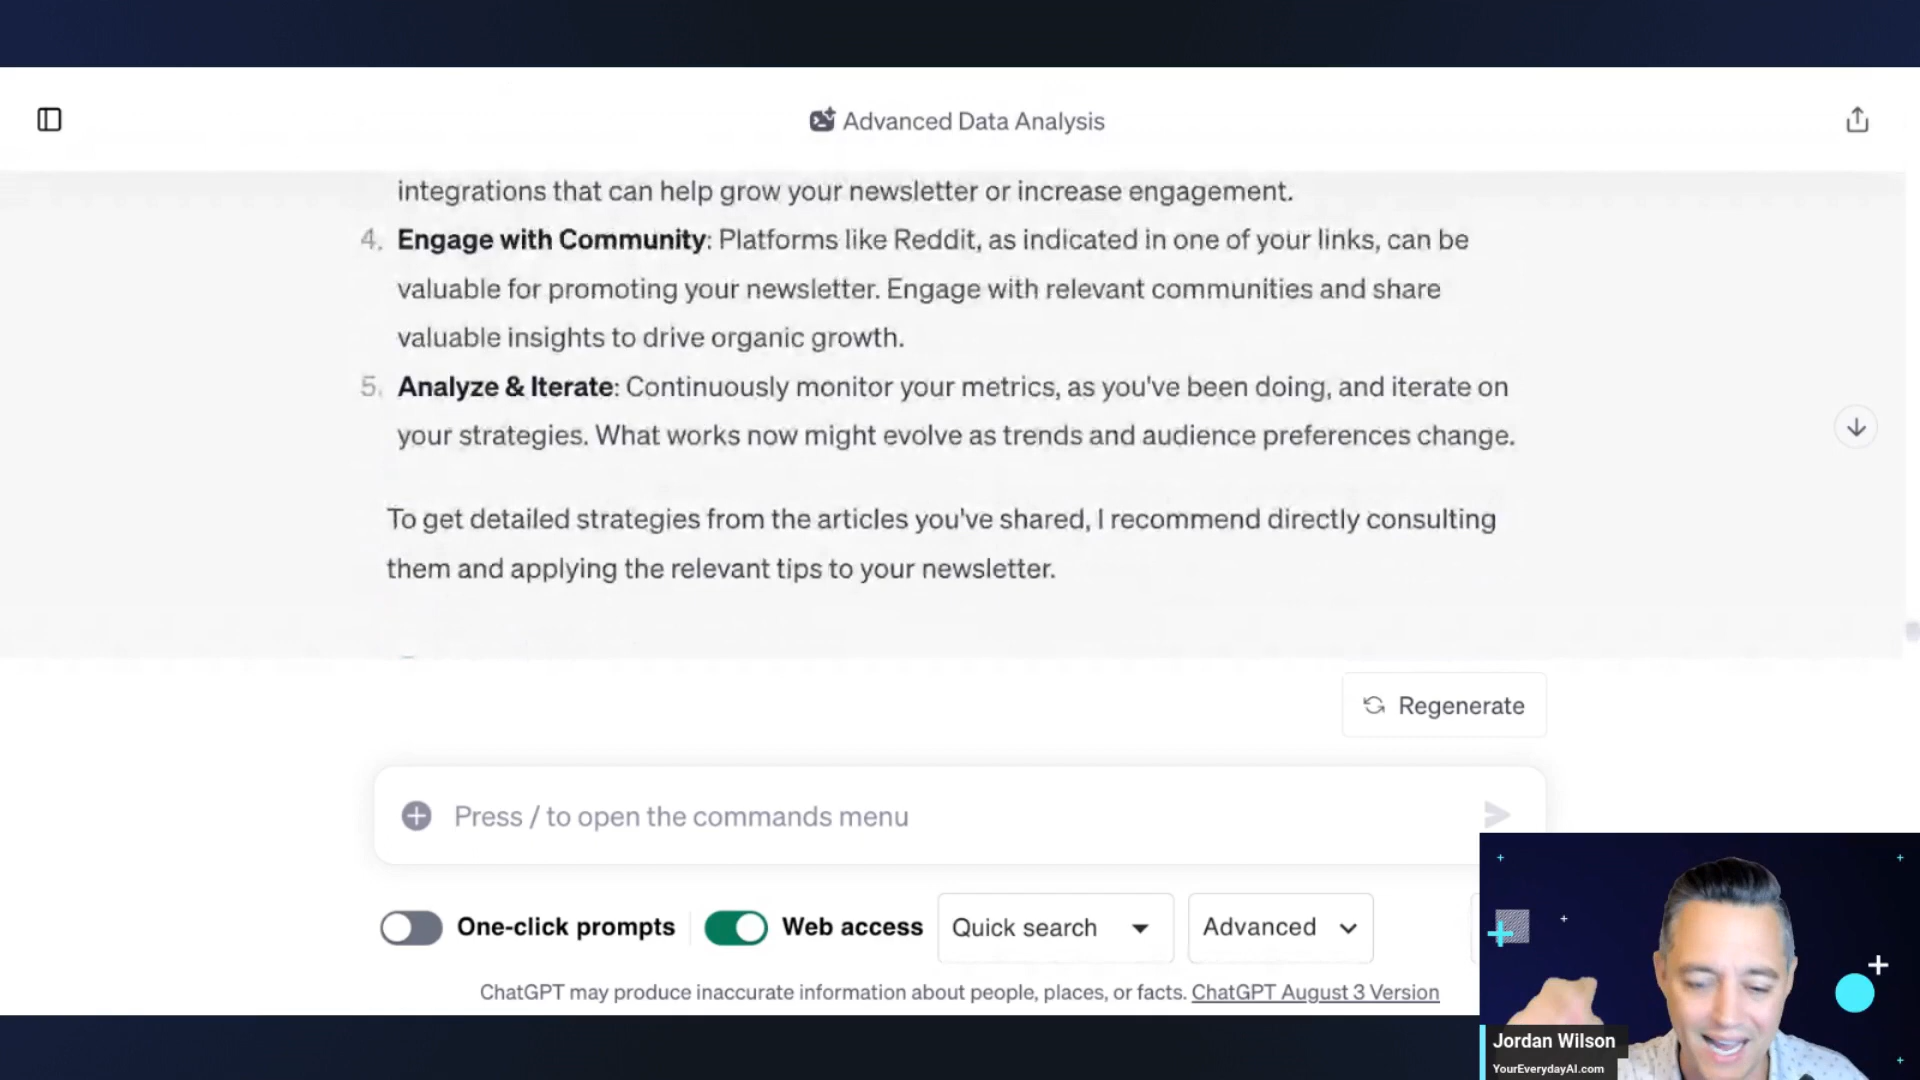 Advanced Data Analysis
integrations that can help grow your newsletter or increase engagement.
4. Engage with Community: Platforms like Reddit, as indicated in one of your links, can be
valuable for promoting your newsletter. Engage with relevant communities and share
valuable insights to drive organic growth.
5. Analyze & Iterate: Continuously monitor your metrics, as you've been doing, and iterate on
your strategies. What works now might evolve as trends and audience preferences change.
To get detailed strategies from the articles you've shared, I recommend directly consulting
them and applying the relevant tips to your newsletter.
Regenerate
Press / to open the commands menu
One-click prompts Web access Quick search Advanced
ChatGPT may produce inaccurate information about people, places, or facts. ChatGPT August 3 Version
Jordan Wilson
YourEverydayAI.com